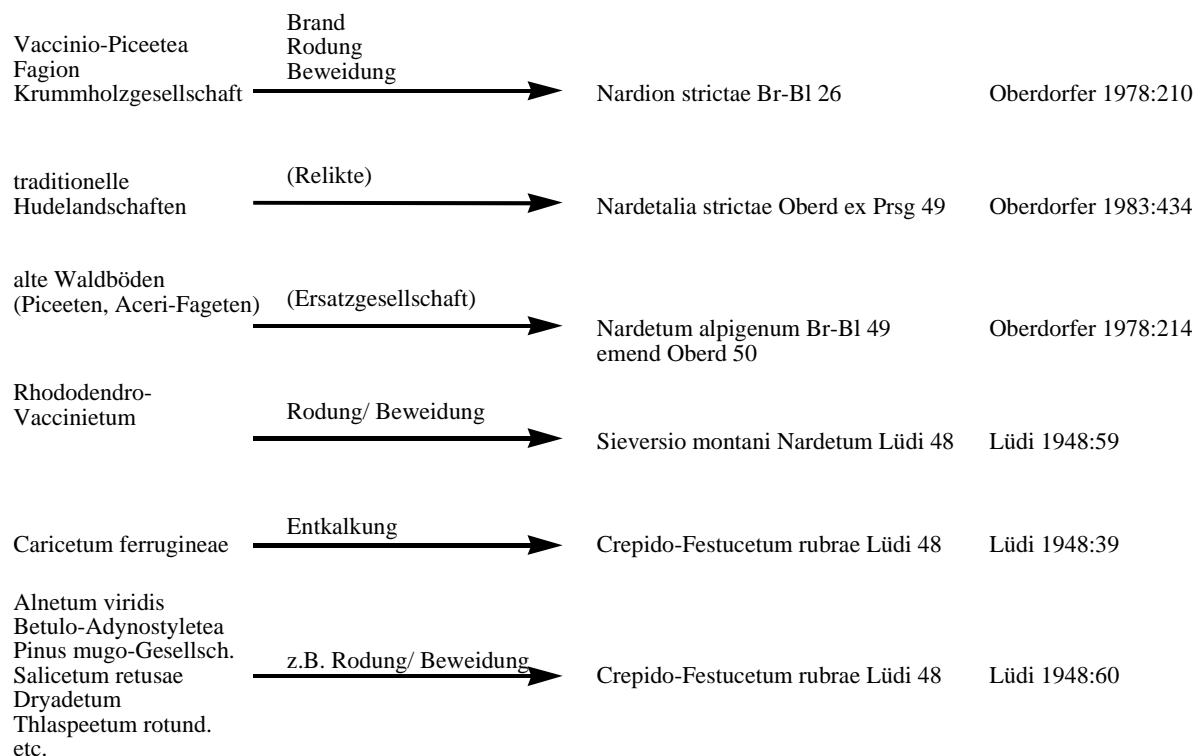 Vaccinio-Piceetea
Fagion
Krummholzgesellschaft
Brand
Rodung
Beweidung
Nardion strictae Br-Bl 26
Oberdorfer 1978:210
traditionelle
Hudelandschaften
(Relikte)
Nardetalia strictae Oberd ex Prsg 49
Oberdorfer 1983:434
alte Waldböden
(Piceeten, Aceri-Fageten)
(Ersatzgesellschaft)
Nardetum alpigenum Br-Bl 49
emend Oberd 50
Oberdorfer 1978:214
Rhododendro-
Vaccinietum
Rodung/ Beweidung
Sieversio montani Nardetum Lüdi 48
Lüdi 1948:59
Caricetum ferrugineae
Entkalkung
Crepido-Festucetum rubrae Lüdi 48
Lüdi 1948:39
Alnetum viridis
Betulo-Adynostyletea
Pinus mugo-Gesellsch.
Salicetum retusae
Dryadetum
Thlaspeetum rotund.
etc.
z.B. Rodung/ Beweidung
Crepido-Festucetum rubrae Lüdi 48
Lüdi 1948:60